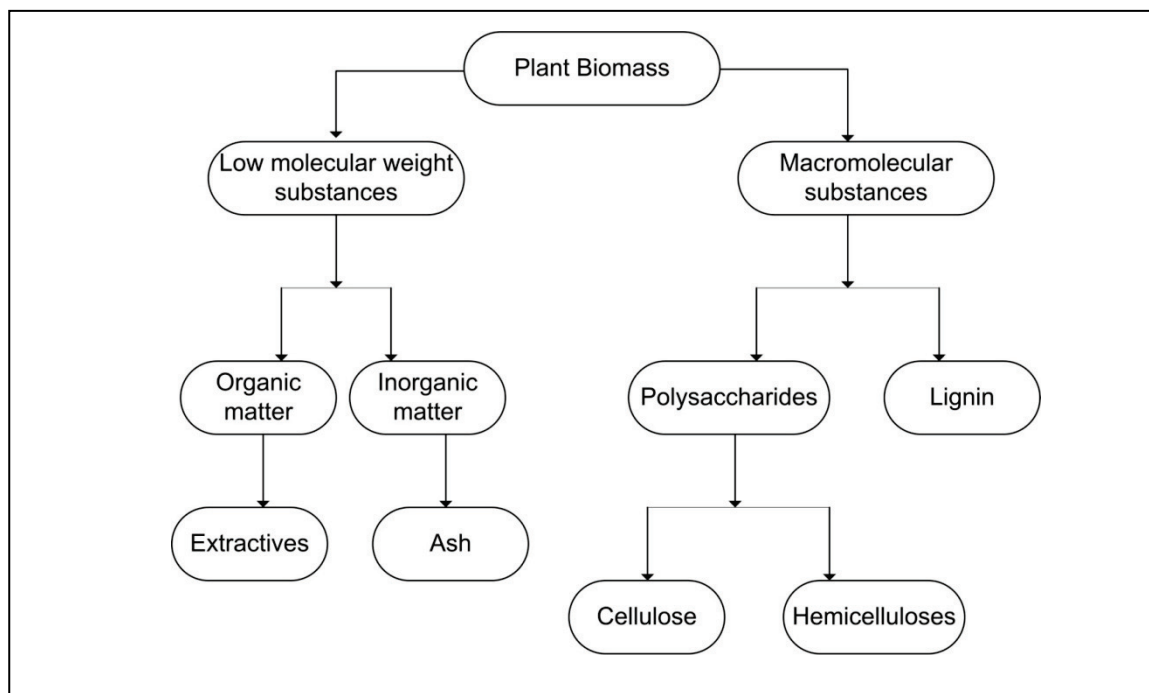 Plant Biomass
Low molecular weight
substances
Macromolecular
substances
Organic
matter
Inorganic
matter
Polysaccharides
Lignin
Extractives
Ash
Cellulose
Hemicelluloses